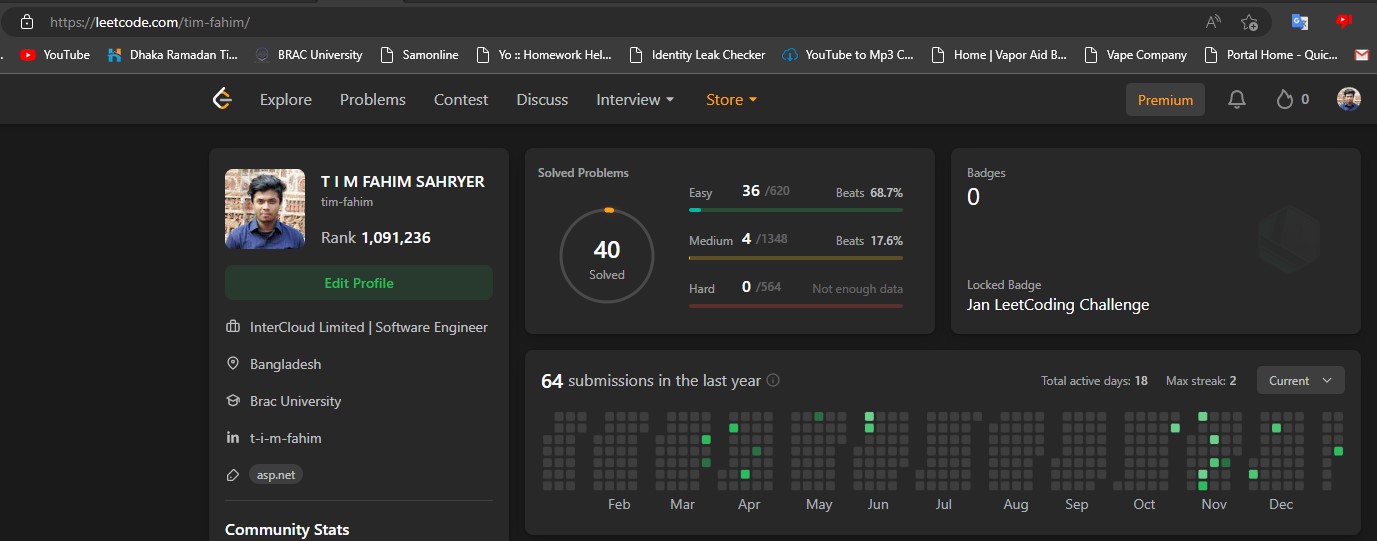 https://leetcode.com/tim-fahim/
YouTube Dhaka Ramadan Ti... BRAC University Samonline Yo :: Homework Hel... Identity Leak Checker YouTube to Mp3 C... Home | Vapor Aid B... Vape Company Portal Home - Quic...
Explore Problems Contest Discuss Interview Store Premium 0
T I M FAHIM SAHRYER
tim-fahim
Rank 1,091,236
Edit Profile
InterCloud Limited | Software Engineer
Bangladesh
Brac University
in t-i-m-fahim
asp.net
Community Stats
Solved Problems
40
Solved
Easy 36 /620 Beats 68.7%
Medium 4 /1348 Beats 17.6%
Hard 0 /564 Not enough data
Badges
0
Locked Badge
Jan LeetCoding Challenge
64 submissions in the last year Total active days: 18 Max streak: 2 Current
Feb Mar Apr May Jun Jul Aug Sep Oct Nov Dec